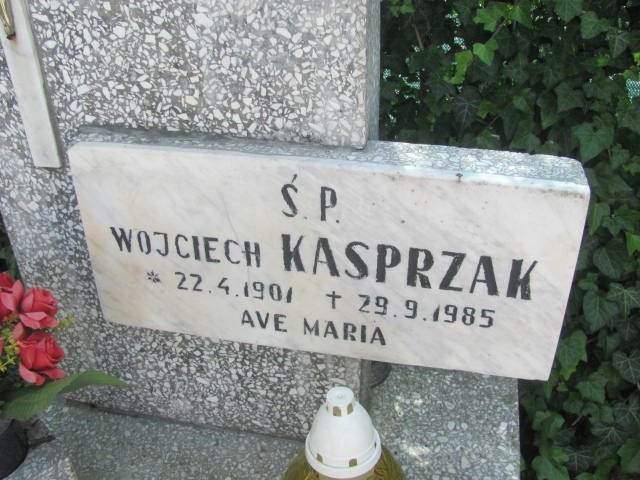 Ś.P.
WOJCIECH KASPRZAK
* 22.4.1901 † 29.9.1985
AVE MARIA